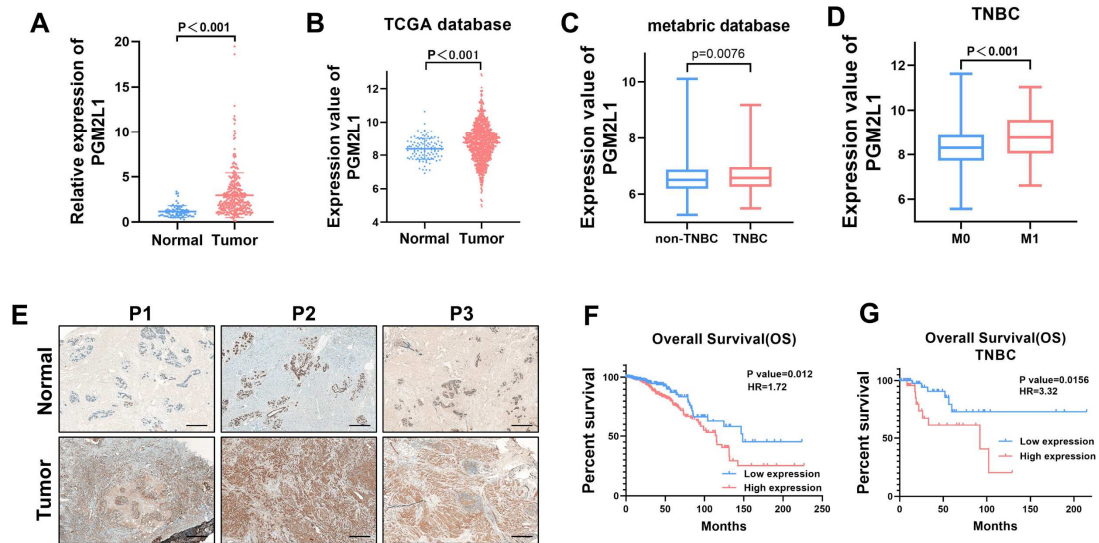 A
P<0.001
Relative expression of
PGM2L1
20
15
10
5
0
Normal Tumor
B
TCGA database
P<0.001
Expression value of
PGM2L1
14
12
10
8
6
4
Normal Tumor
C
metabric database
p=0.0076
Expression value of
PGM2L1
10
8
6
non-TNBC TNBC
D
TNBC
P<0.001
Expression value of
PGM2L1
12
10
8
6
M0 M1
E
P1 P2 P3
Normal
Tumor
F
Overall Survival(OS)
P value=0.012
HR=1.72
Percent survival
100
50
0
Low expression
High expression
0 50 100 150 200 250
Months
G
Overall Survival(OS)
TNBC
P value=0.0156
HR=3.32
Percent survival
100
50
0
Low expression
High expression
0 50 100 150 200
Months